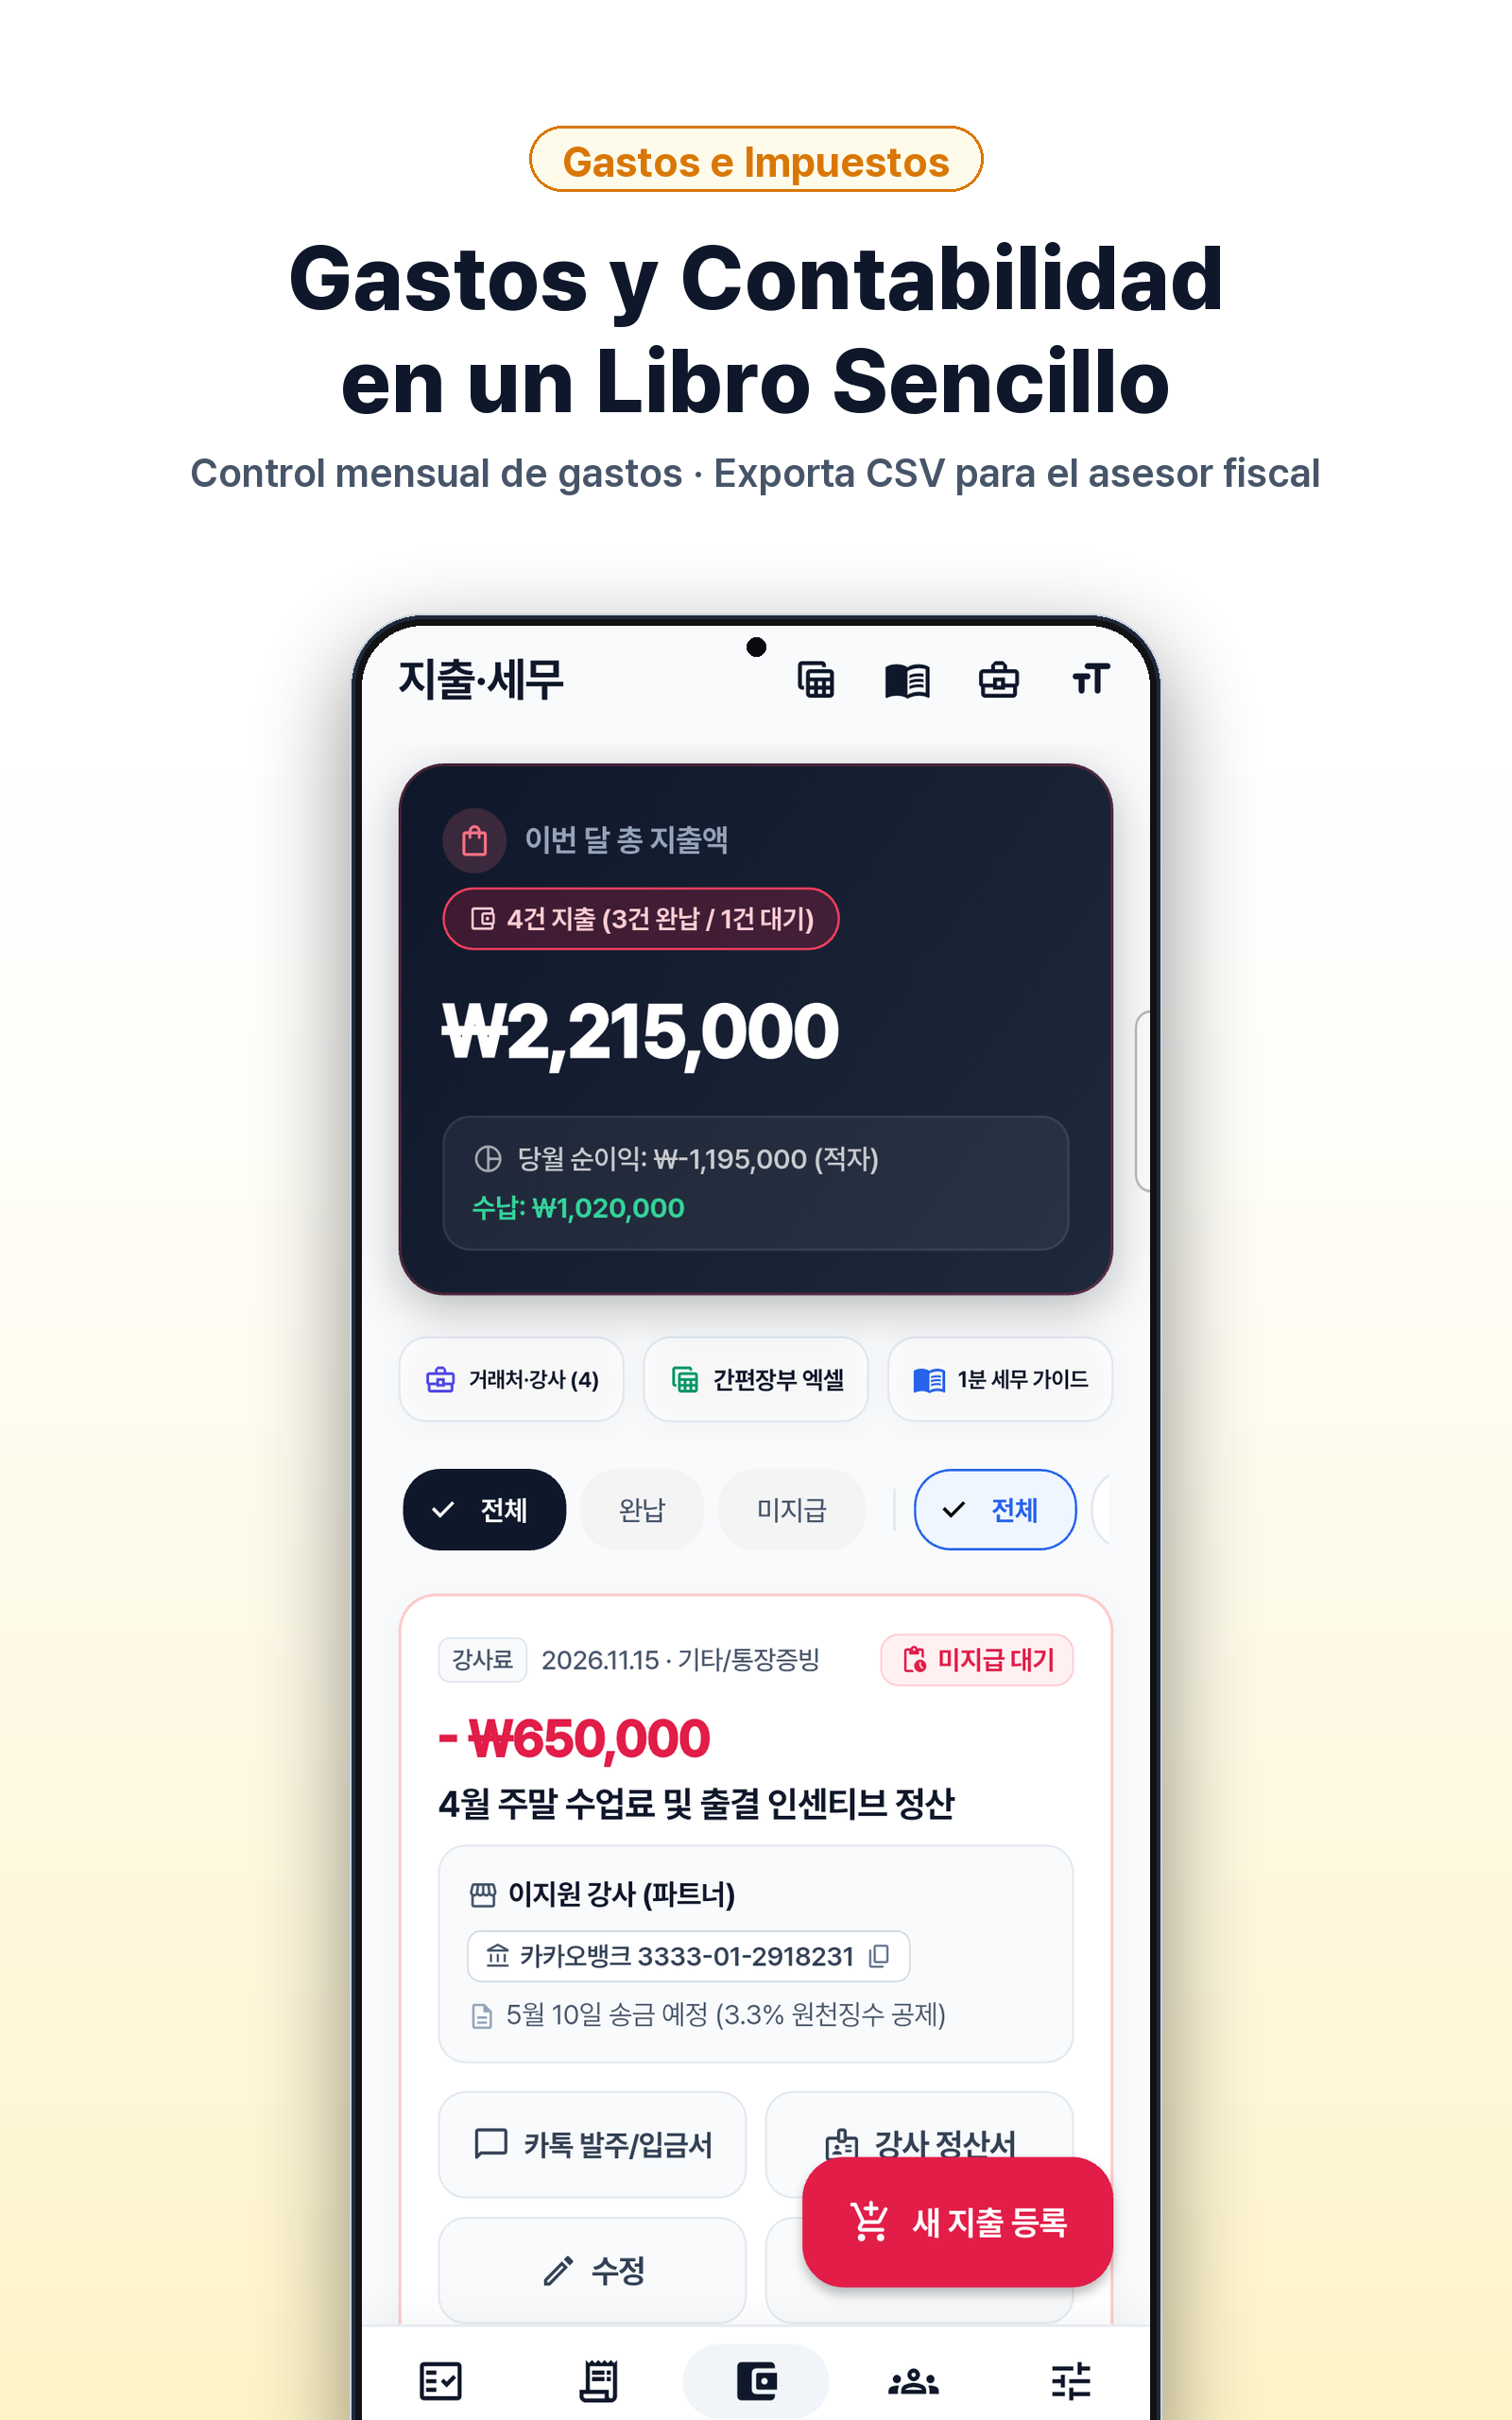 Gastos e Impuestos
Gastos y Contabilidad
en un Libro Sencillo
Control mensual de gastos · Exporta CSV para el asesor fiscal
지출·세무
이번 달 총 지출액
4건 지출 (3건 완납 / 1건 대기)
₩2,215,000
당월 순이익: ₩-1,195,000 (적자)
수납: ₩1,020,000
거래처·강사 (4)
간편장부 엑셀
1분 세무 가이드
전체
완납
미지급
전체
강사료
2026.11.15 · 기타/통장증빙
미지급 대기
- ₩650,000
4월 주말 수업료 및 출결 인센티브 정산
이지원 강사 (파트너)
카카오뱅크 3333-01-2918231
5월 10일 송금 예정 (3.3% 원천징수 공제)
카톡 발주/입금서
강사 정산서
수정
새 지출 등록